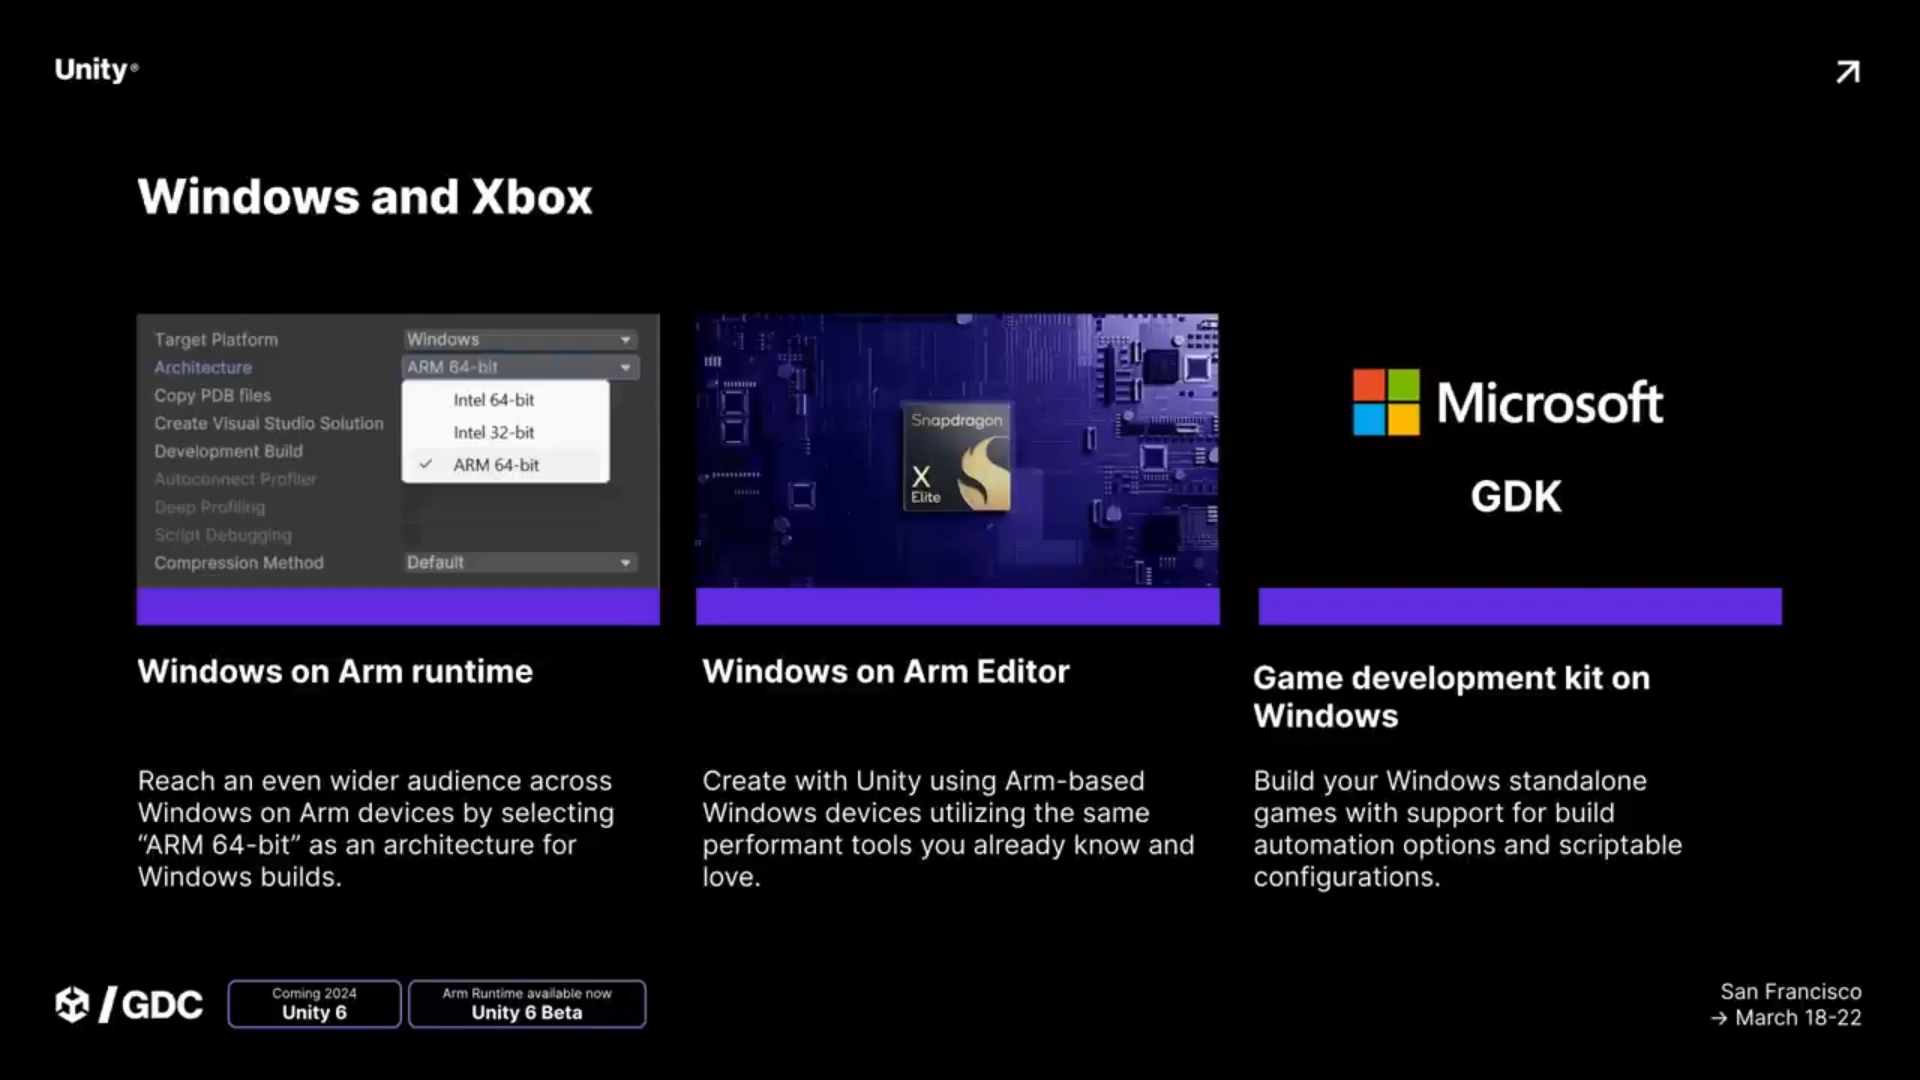 Unity®
Windows and Xbox
Target Platform
Windows
Architecture
ARM 64-bit
Copy PDB files
Create Visual Studio Solution
Development Build
Autoconnect Profiler
Deep Profiling
Script Debugging
Compression Method
Default
Intel 64-bit
Intel 32-bit
✓ ARM 64-bit
Snapdragon
X
Elite
Microsoft
GDK
Windows on Arm runtime
Reach an even wider audience across
Windows on Arm devices by selecting
“ARM 64-bit” as an architecture for
Windows builds.
Windows on Arm Editor
Create with Unity using Arm-based
Windows devices utilizing the same
performant tools you already know and
love.
Game development kit on
Windows
Build your Windows standalone
games with support for build
automation options and scriptable
configurations.
/GDC
Coming 2024
Unity 6
Arm Runtime available now
Unity 6 Beta
San Francisco
→ March 18-22